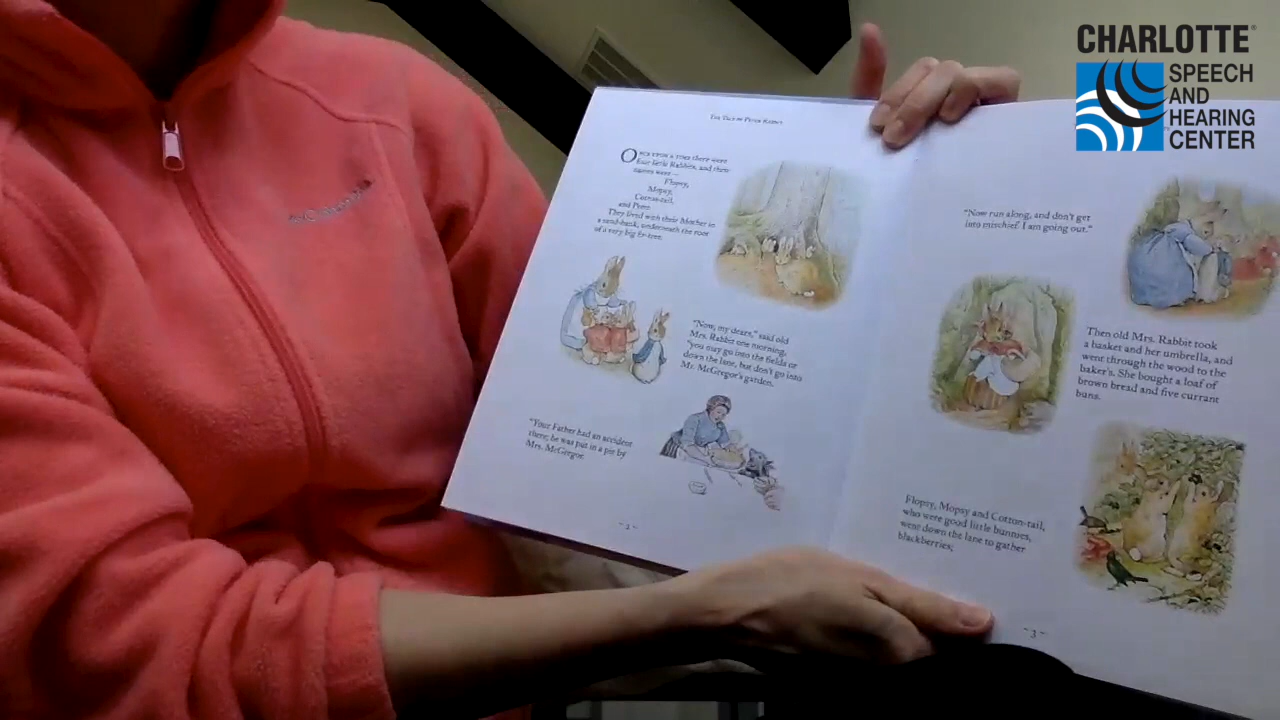 CHARLOTTE
SPEECH
AND
HEARING
CENTER
Columbia
THE TALE OF PETER RABBIT
ONCE UPON A TIME there were
four little Rabbits, and their
names were —
Flopsy,
Mopsy,
Cotton-tail,
and Peter.
They lived with their Mother in
a sand-bank, underneath the root
of a very big fir-tree.
"Now, my dears," said old
Mrs. Rabbit one morning,
"you may go into the fields or
down the lane, but don't go into
Mr. McGregor's garden.
"Your Father had an accident
there; he was put in a pie by
Mrs. McGregor.
~ 2 ~
"Now run along, and don't get
into mischief. I am going out."
Then old Mrs. Rabbit took
a basket and her umbrella, and
went through the wood to the
baker's. She bought a loaf of
brown bread and five currant
buns.
Flopsy, Mopsy and Cotton-tail,
who were good little bunnies,
went down the lane to gather
blackberries;
~ 3 ~